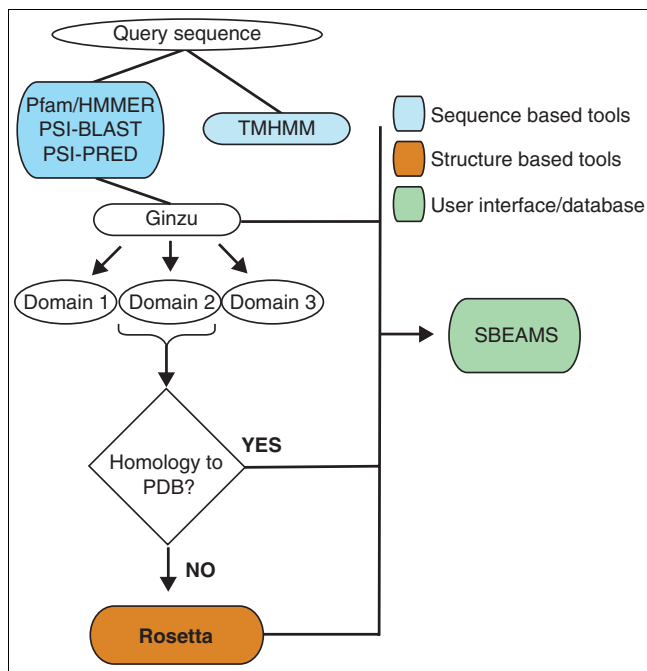 Query sequence
Pfam/HMMER
PSI-BLAST
PSI-PRED
TMHMM
Sequence based tools
Structure based tools
User interface/database
Ginzu
Domain 1
Domain 2
Domain 3
SBEAMS
Homology to
PDB?
YES
NO
Rosetta